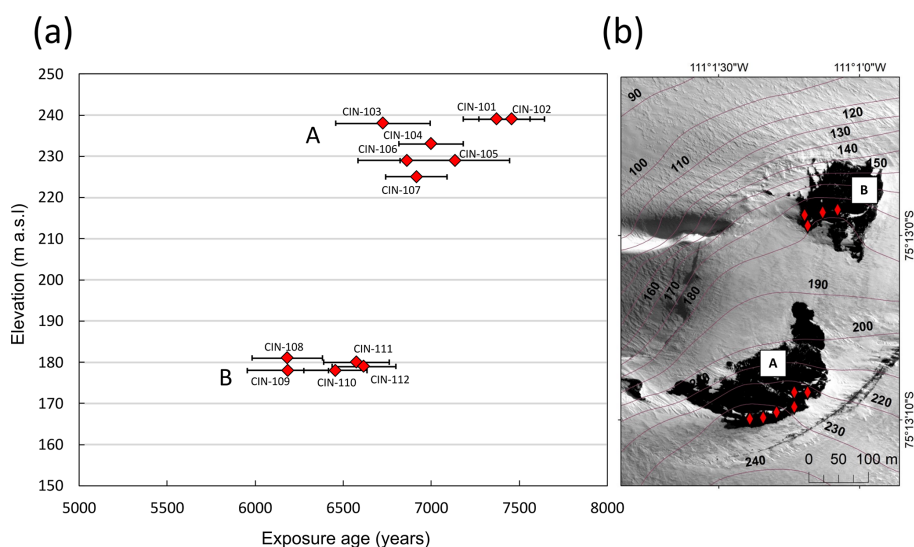 (a)
(b)
250
240
230
220
210
200
190
180
170
160
150
Elevation (m a.s.l)
5000
5500
6000
6500
7000
7500
8000
Exposure age (years)
A
CIN-103
CIN-101
CIN-102
CIN-104
CIN-106
CIN-105
CIN-107
B
CIN-108
CIN-111
CIN-109
CIN-110
CIN-112
111°1'30"W
111°1'0"W
90
120
130
140
100
110
150
B
75°13'0"S
160
170
180
190
200
A
220
230
240
75°13'10"S
0 50 100 m